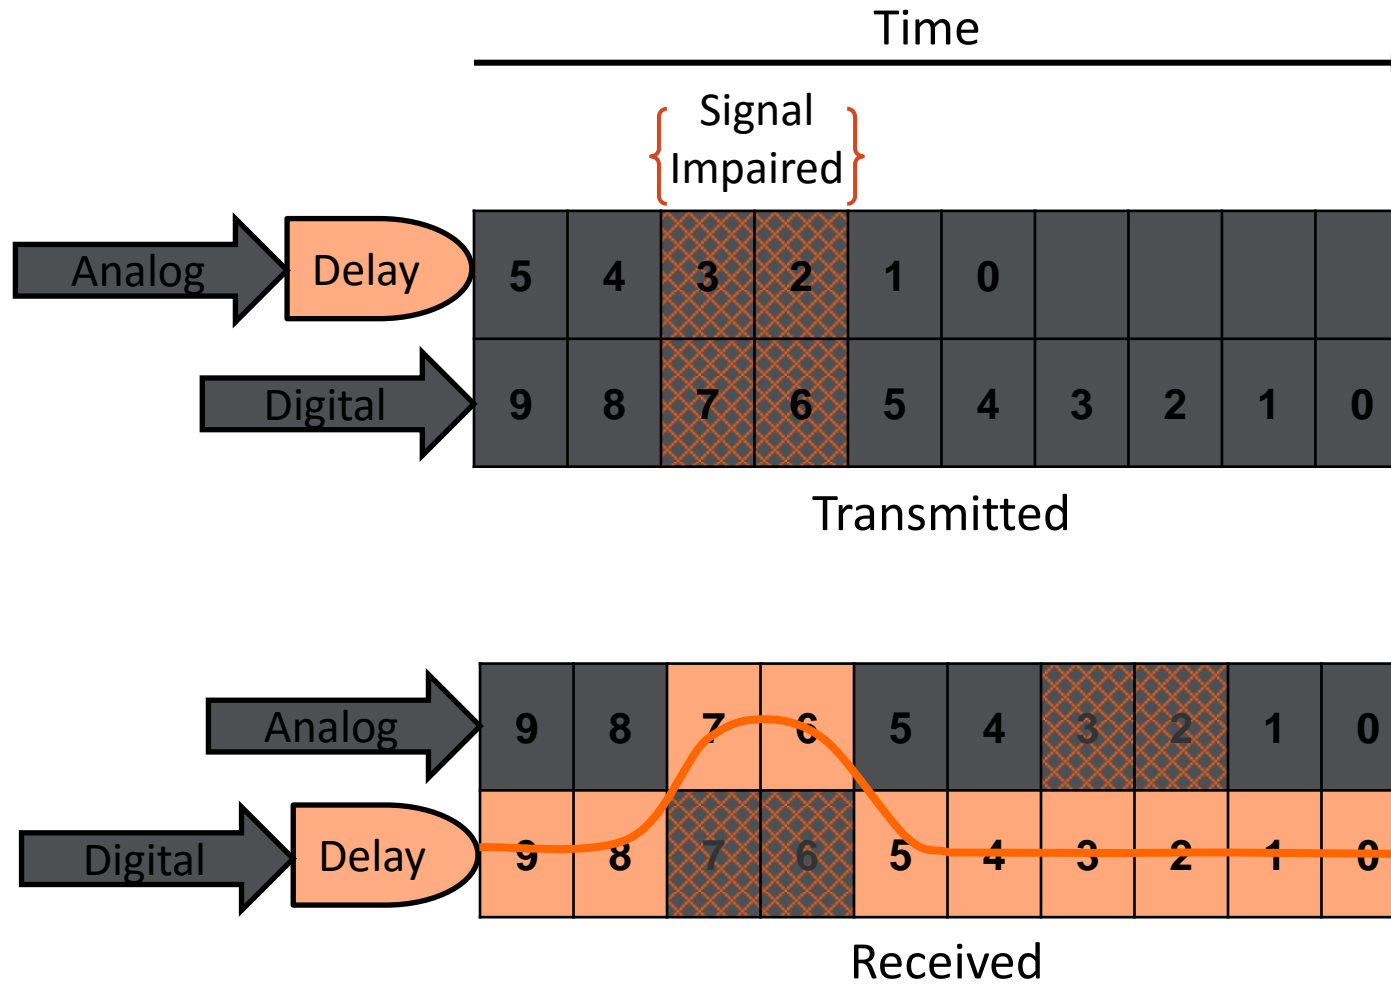 Time
Signal
Impaired
Analog Delay 5 4 3 2 1 0
Digital 9 8 7 6 5 4 3 2 1 0
Transmitted
Analog 9 8 7 6 5 4 3 2 1 0
Digital Delay 9 8 7 6 5 4 3 2 1 0
Received